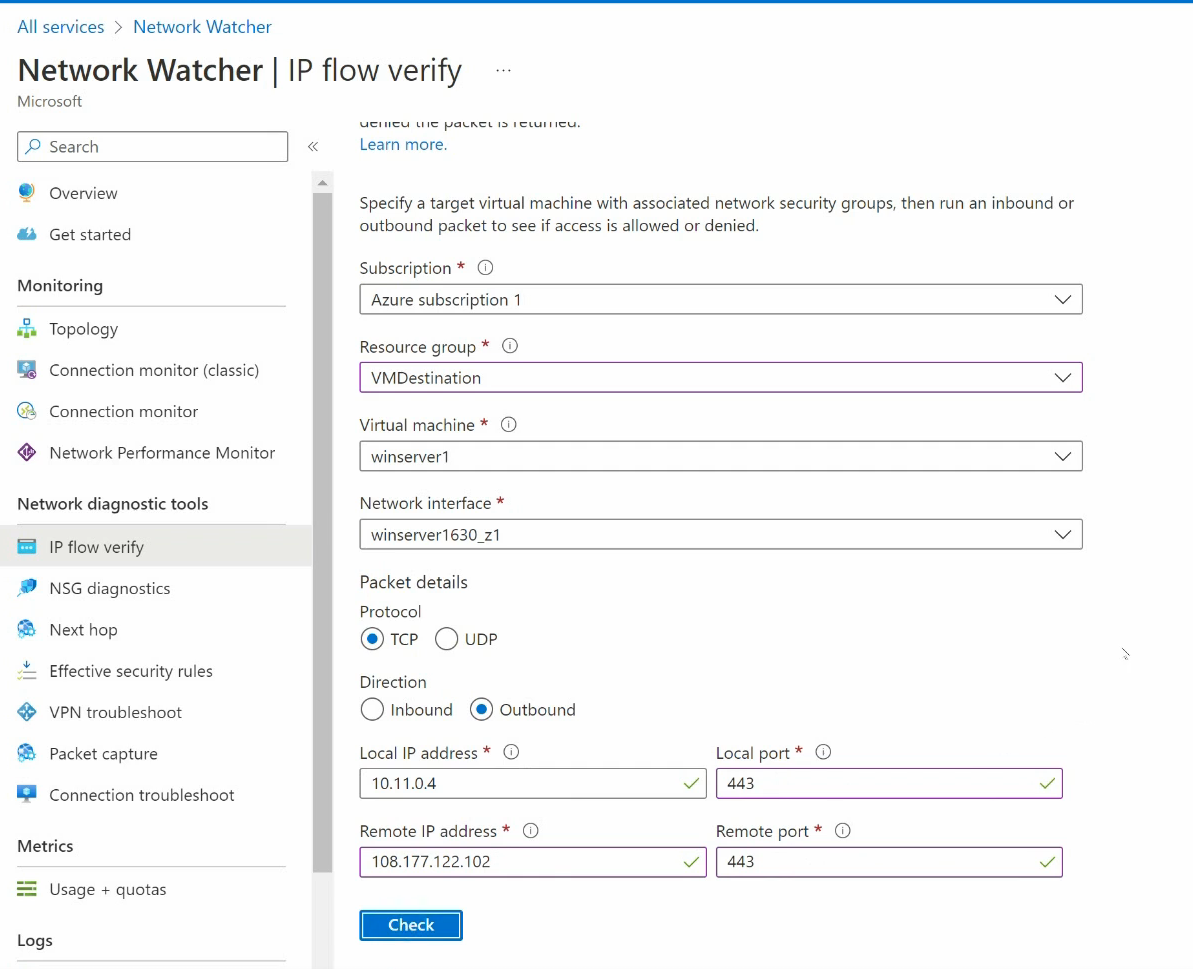 All services > Network Watcher
Network Watcher | IP flow verify ...
Microsoft
Search «
Overview
Get started
Monitoring
Topology
Connection monitor (classic)
Connection monitor
Network Performance Monitor
Network diagnostic tools
IP flow verify
NSG diagnostics
Next hop
Effective security rules
VPN troubleshoot
Packet capture
Connection troubleshoot
Metrics
Usage + quotas
Logs
denied the packet is returned.
Learn more.
Specify a target virtual machine with associated network security groups, then run an inbound or
outbound packet to see if access is allowed or denied.
Subscription *
Azure subscription 1
Resource group *
VMDestination
Virtual machine *
winserver1
Network interface *
winserver1630_z1
Packet details
Protocol
TCP UDP
Direction
Inbound Outbound
Local IP address * Local port *
10.11.0.4 443
Remote IP address * Remote port *
108.177.122.102 443
Check